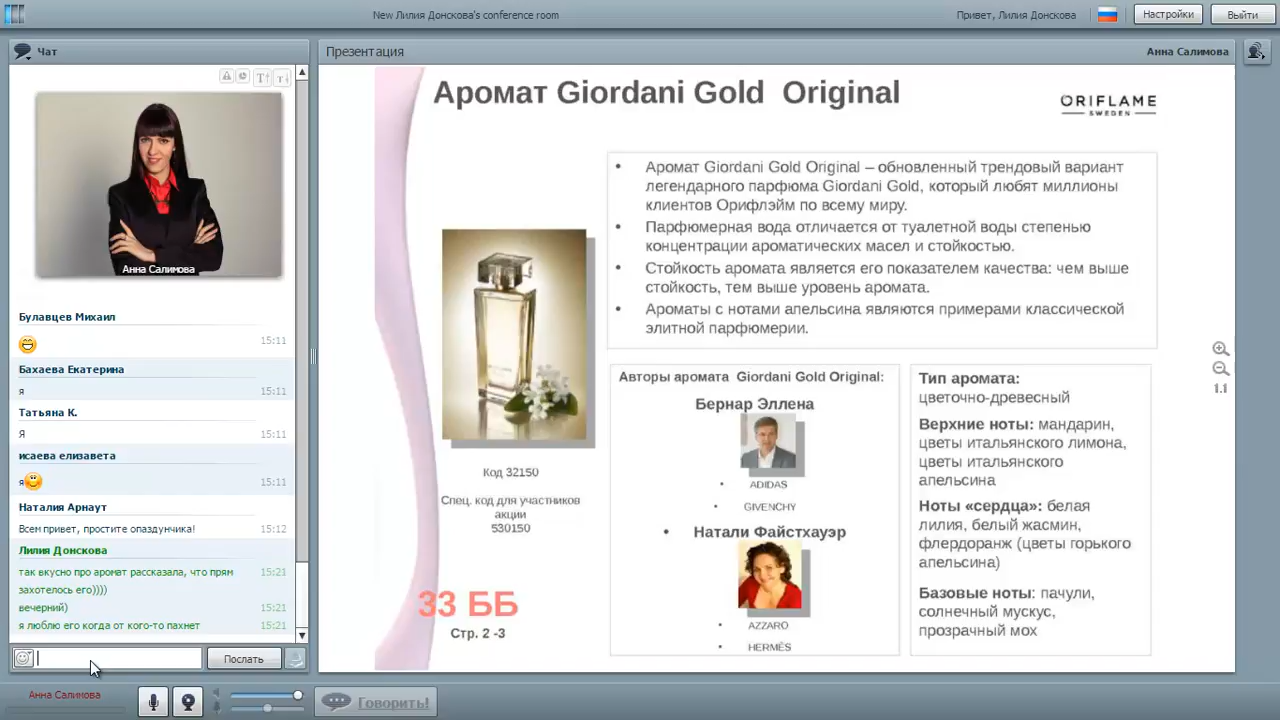 New Лилия Донскова's conference room
Привет, Лилия Донскова
Настройки
Выйти
Чат
Анна Салимова
Булавцев Михаил
15:11
Бахаева Екатерина
я
15:11
Татьяна К.
Я
15:11
исаева елизавета
я
15:11
Наталия Арнаут
Всем привет, простите опаздунчика!
15:12
Лилия Донскова
так вкусно про аромат рассказала, что прям
15:21
захотелось его))))
вечерний)
15:21
я люблю его когда от кого-то пахнет
15:21
Послать
Анна Салимова
Говорить!
Презентация
Анна Салимова
Аромат Giordani Gold Original
ORIFLAME
SWEDEN
• Аромат Giordani Gold Original – обновленный трендовый вариант
легендарного парфюма Giordani Gold, который любят миллионы
клиентов Орифлэйм по всему миру.
• Парфюмерная вода отличается от туалетной воды степенью
концентрации ароматических масел и стойкостью.
• Стойкость аромата является его показателем качества: чем выше
стойкость, тем выше уровень аромата.
• Ароматы с нотами апельсина являются примерами классической
элитной парфюмерии.
Код 32150
Спец. код для участников
акции
530150
33 ББ
Стр. 2 -3
Авторы аромата Giordani Gold Original:
Бернар Эллена
• ADIDAS
• GIVENCHY
• Натали Файстхауэр
• AZZARO
• HERMÈS
Тип аромата:
цветочно-древесный
Верхние ноты: мандарин,
цветы итальянского лимона,
цветы итальянского
апельсина
Ноты «сердца»: белая
лилия, белый жасмин,
флердоранж (цветы горького
апельсина)
Базовые ноты: пачули,
солнечный мускус,
прозрачный мох
1.1